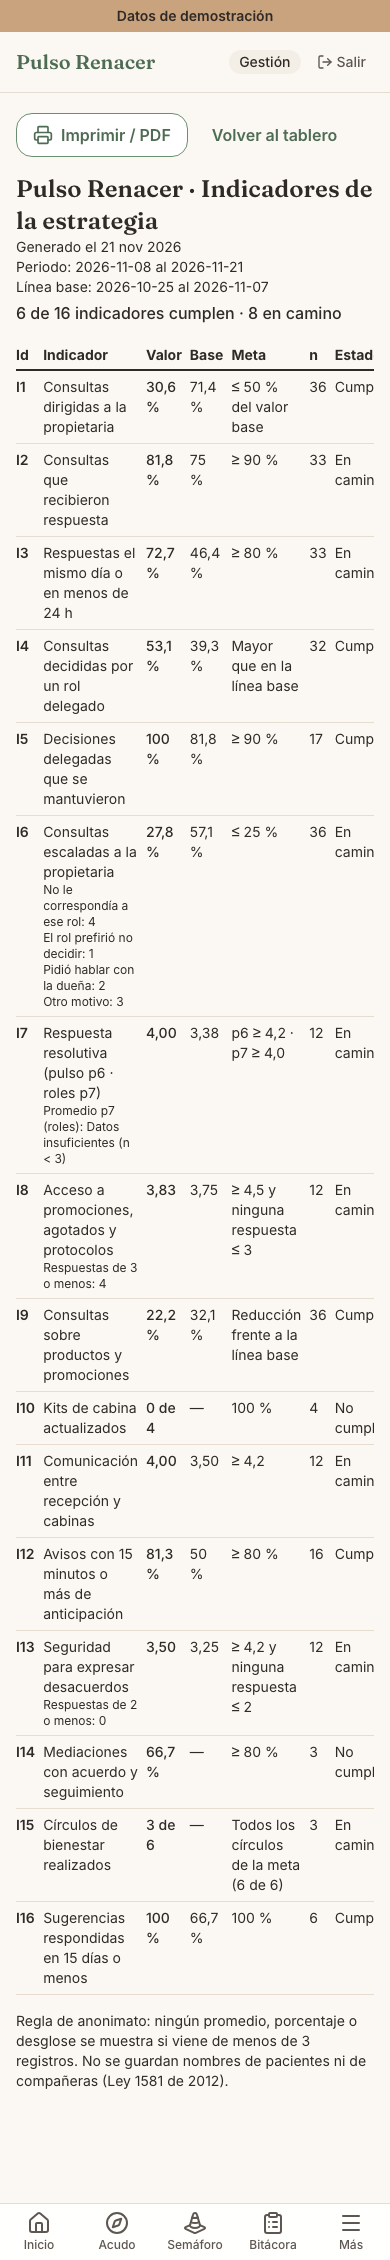 Datos de demostración
Pulso Renacer
Gestión
Salir
Imprimir / PDF
Volver al tablero
Pulso Renacer · Indicadores de
la estrategia
Generado el 21 nov 2026
Periodo: 2026-11-08 al 2026-11-21
Línea base: 2026-10-25 al 2026-11-07
6 de 16 indicadores cumplen · 8 en camino
Id Indicador Valor Base Meta n Estad
I1 Consultas 30,6 71,4 ≤ 50 % 36 Cump
dirigidas a la % % del valor
propietaria base
I2 Consultas 81,8 75 ≥ 90 % 33 En
que % % camin
recibieron
respuesta
I3 Respuestas el 72,7 46,4 ≥ 80 % 33 En
mismo día o % % camin
en menos de
24 h
I4 Consultas 53,1 39,3 Mayor 32 Cump
decididas por % % que en la
un rol línea base
delegado
I5 Decisiones 100 81,8 ≥ 90 % 17 Cump
delegadas % %
que se
mantuvieron
I6 Consultas 27,8 57,1 ≤ 25 % 36 En
escaladas a la % % camin
propietaria
No le
correspondía a
ese rol: 4
El rol prefirió no
decidir: 1
Pidió hablar con
la dueña: 2
Otro motivo: 3
I7 Respuesta 4,00 3,38 p6 ≥ 4,2 · 12 En
resolutiva p7 ≥ 4,0 camin
(pulso p6 ·
roles p7)
Promedio p7
(roles): Datos
insuficientes (n
< 3)
I8 Acceso a 3,83 3,75 ≥ 4,5 y 12 En
promociones, ninguna camin
agotados y respuesta
protocolos ≤ 3
Respuestas de 3
o menos: 4
I9 Consultas 22,2 32,1 Reducción 36 Cump
sobre % % frente a la
productos y línea base
promociones
I10 Kits de cabina 0 de — 100 % 4 No
actualizados 4 cumpl
I11 Comunicación 4,00 3,50 ≥ 4,2 12 En
entre camin
recepción y
cabinas
I12 Avisos con 15 81,3 50 ≥ 80 % 16 Cump
minutos o % %
más de
anticipación
I13 Seguridad 3,50 3,25 ≥ 4,2 y 12 En
para expresar ninguna camin
desacuerdos respuesta
Respuestas de 2 ≤ 2
o menos: 0
I14 Mediaciones 66,7 — ≥ 80 % 3 No
con acuerdo y % cumpl
seguimiento
I15 Círculos de 3 de — Todos los 3 En
bienestar 6 círculos camin
realizados de la meta
(6 de 6)
I16 Sugerencias 100 66,7 100 % 6 Cump
respondidas % %
en 15 días o
menos
Regla de anonimato: ningún promedio, porcentaje o
desglose se muestra si viene de menos de 3
registros. No se guardan nombres de pacientes ni de
compañeras (Ley 1581 de 2012).
Inicio Acudo Semáforo Bitácora Más